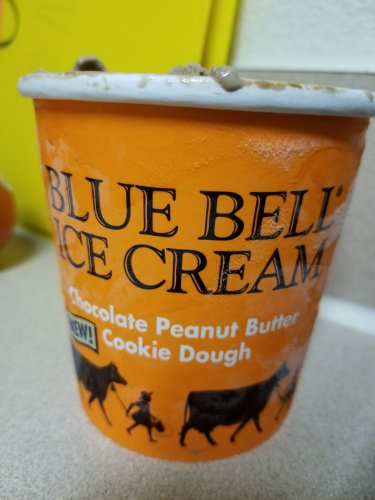 BLUE BELL®
ICE CREAM
Chocolate Peanut Butter
NEW! Cookie Dough